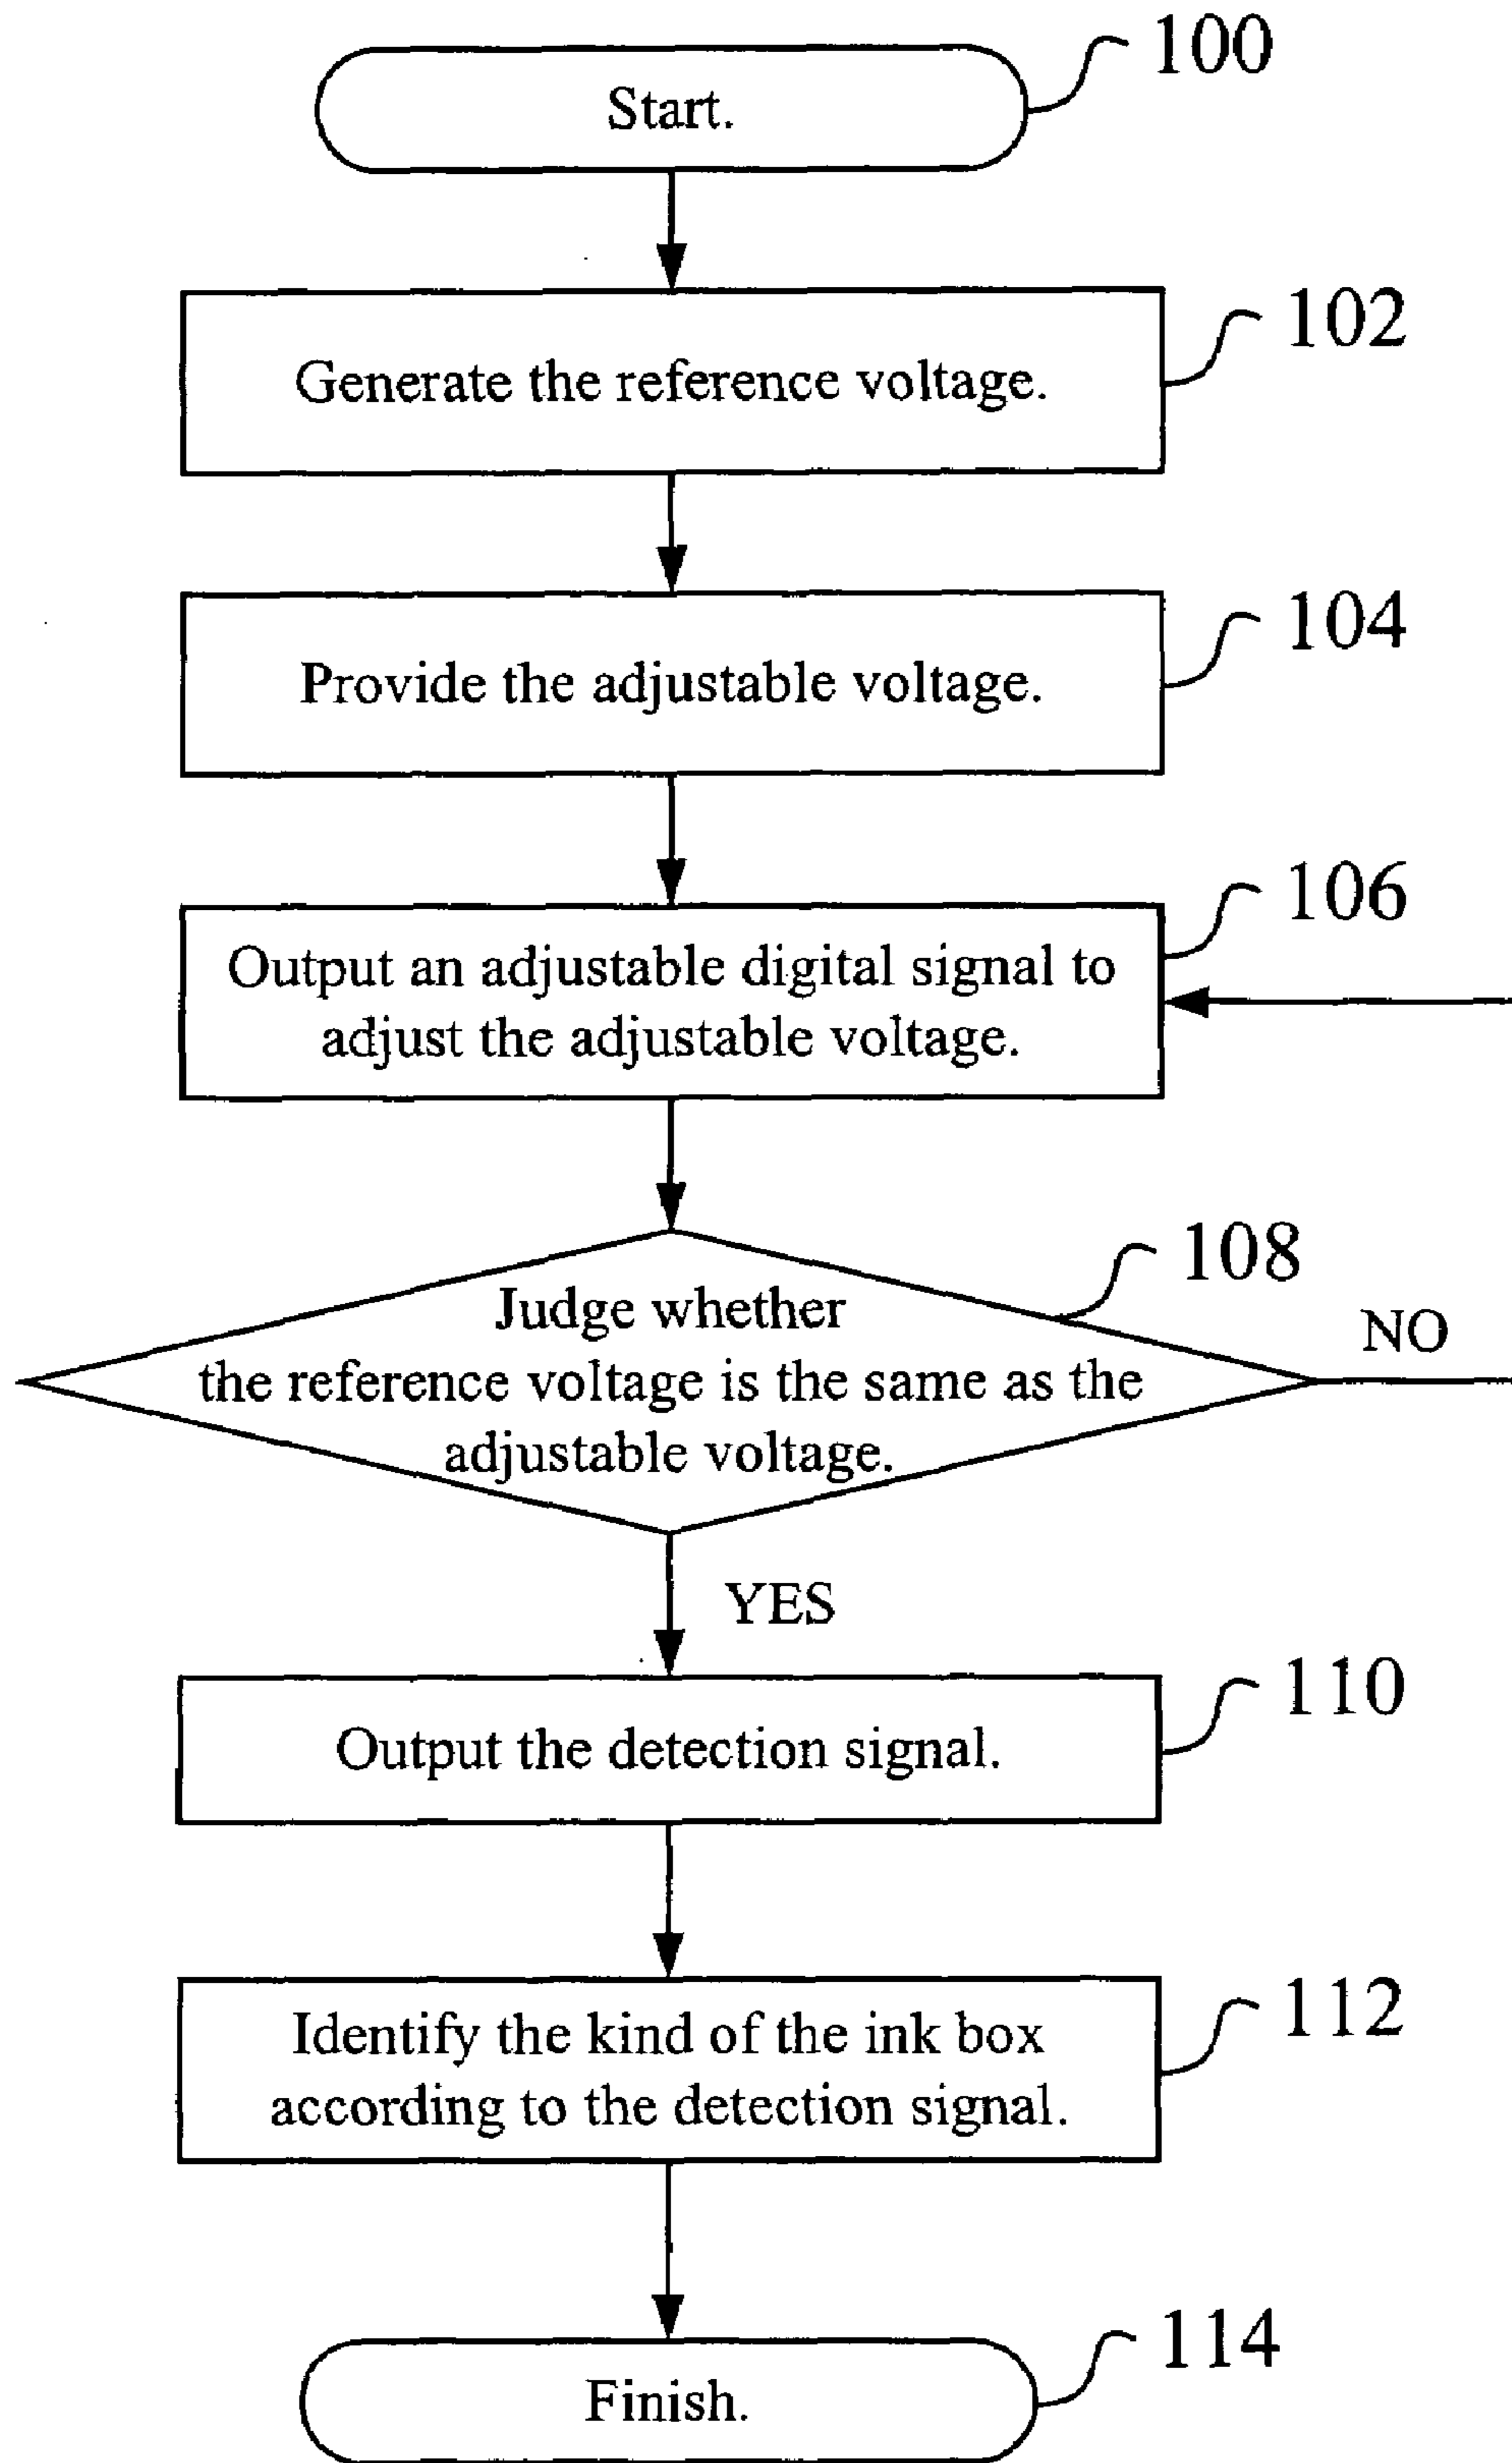 100
Start.
102
Generate the reference voltage.
104
Provide the adjustable voltage.
106
Output an adjustable digital signal to
adjust the adjustable voltage.
108
Judge whether
the reference voltage is the same as the
adjustable voltage.
NO
YES
110
Output the detection signal.
112
Identify the kind of the ink box
according to the detection signal.
114
Finish.